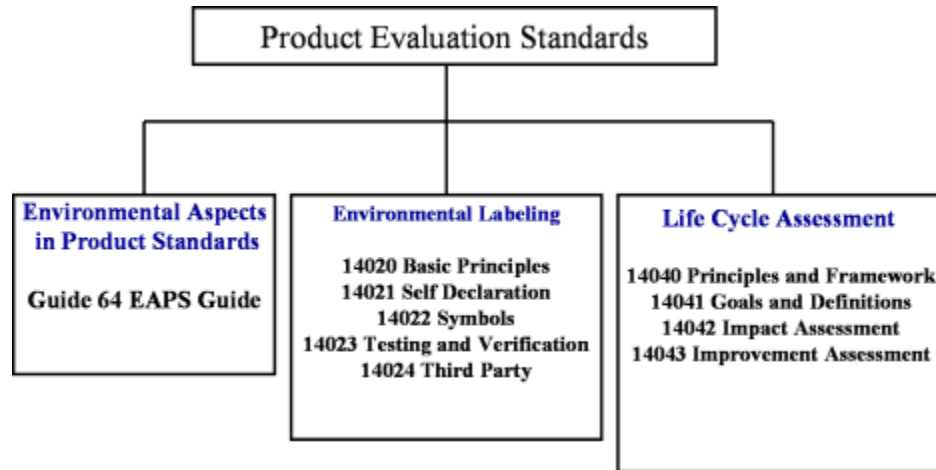 Product Evaluation Standards
Environmental Aspects
in Product Standards
Guide 64 EAPS Guide
Environmental Labeling
14020 Basic Principles
14021 Self Declaration
14022 Symbols
14023 Testing and Verification
14024 Third Party
Life Cycle Assessment
14040 Principles and Framework
14041 Goals and Definitions
14042 Impact Assessment
14043 Improvement Assessment